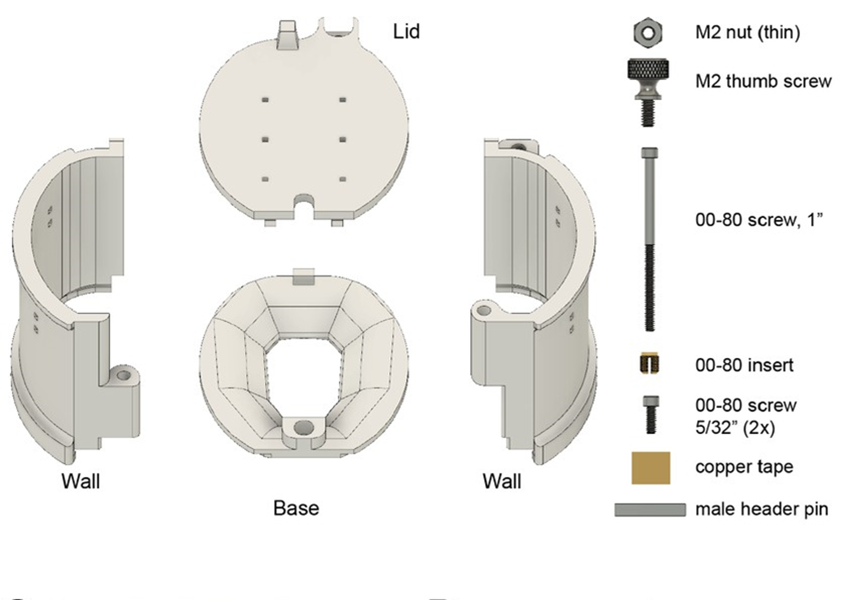 Lid
M2 nut (thin)
M2 thumb screw
00-80 screw, 1”
00-80 insert
00-80 screw
5/32” (2x)
copper tape
male header pin
Wall
Base
Wall